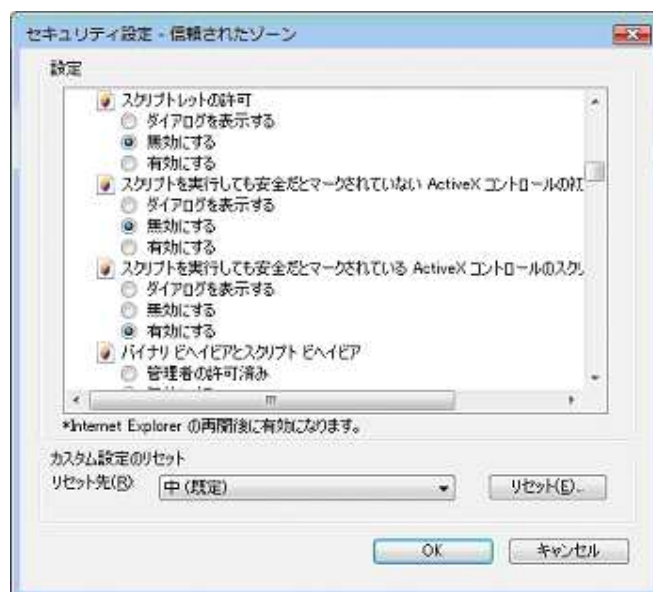 セキュリティ設定 - 信頼されたゾーン
設定
スクリプトレットの許可
ダイアログを表示する
無効にする
有効にする
スクリプトを実行しても安全だとマークされていない ActiveX コントロールの
ダイアログを表示する
無効にする
有効にする
スクリプトを実行しても安全だとマークされている ActiveX コントロールのスク
ダイアログを表示する
無効にする
有効にする
バイナリ ビヘイビアとスクリプト ビヘイビア
管理者の許可済み
*Internet Explorer の再開後に有効になります。
カスタム設定のリセット
リセット先(R)
中 (既定)
リセット(E)...
OK
キャンセル